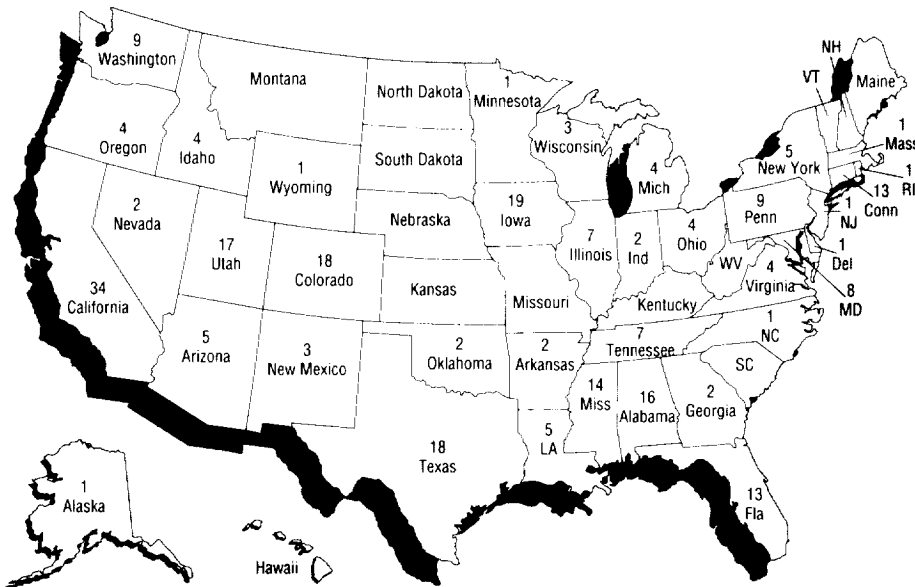 9
Washington
Montana
North Dakota
1
Minnesota
NH
VT
Maine
4
Oregon
4
Idaho
1
Wyoming
South Dakota
3
Wisconsin
4
Mich
5
New York
1
Mass
1
RI
13
Conn
2
Nevada
17
Utah
18
Colorado
Nebraska
19
Iowa
7
Illinois
2
Ind
4
Ohio
9
Penn
1
NJ
1
Del
8
MD
34
California
Kansas
Missouri
Kentucky
WV
4
Virginia
5
Arizona
3
New Mexico
2
Oklahoma
2
Arkansas
7
Tennessee
1
NC
SC
18
Texas
5
LA
14
Miss
16
Alabama
2
Georgia
13
Fla
1
Alaska
Hawaii